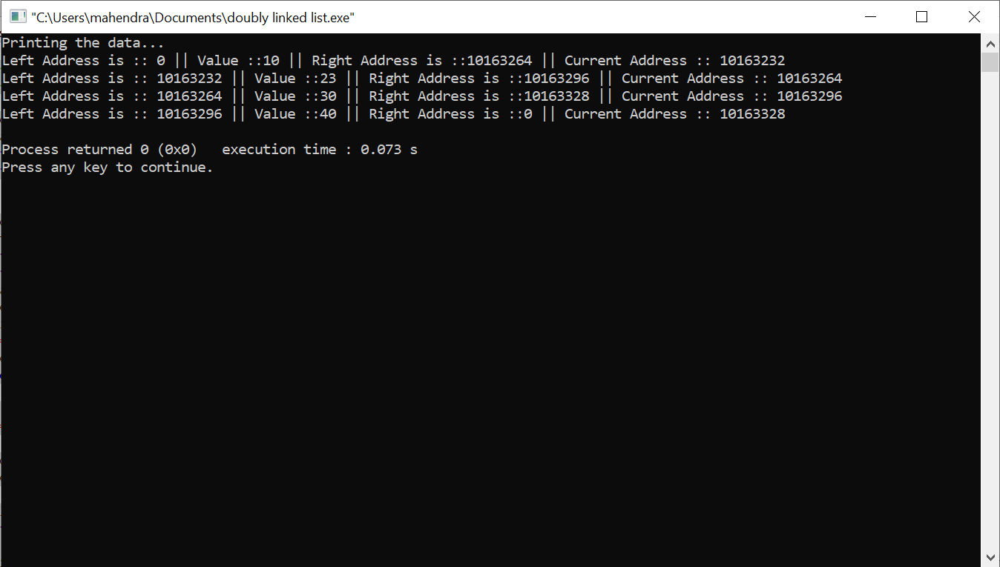 "C:\Users\mahendra\Documents\doubly linked list.exe"
Printing the data...
Left Address is :: 0 || Value ::10 || Right Address is ::10163264 || Current Address :: 10163232
Left Address is :: 10163232 || Value ::23 || Right Address is ::10163296 || Current Address :: 10163264
Left Address is :: 10163264 || Value ::30 || Right Address is ::10163328 || Current Address :: 10163296
Left Address is :: 10163296 || Value ::40 || Right Address is ::0 || Current Address :: 10163328
Process returned 0 (0x0)   execution time : 0.073 s
Press any key to continue.